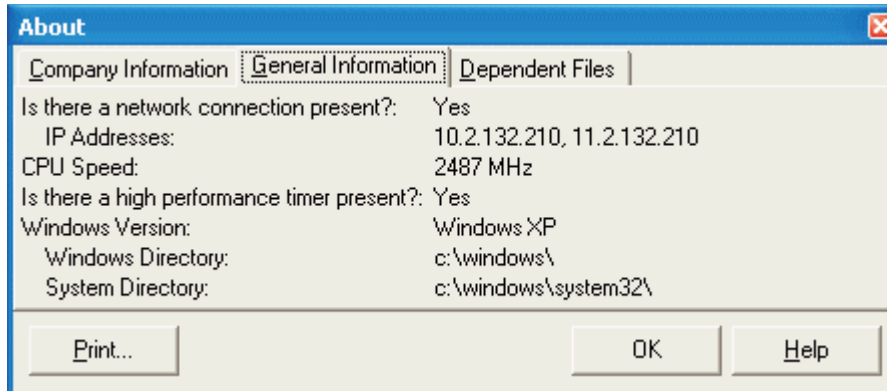 About
Company Information General Information Dependent Files
Is there a network connection present?: Yes
IP Addresses: 10.2.132.210, 11.2.132.210
CPU Speed: 2487 MHz
Is there a high performance timer present?: Yes
Windows Version: Windows XP
Windows Directory: c:\windows\
System Directory: c:\windows\system32\
Print... OK Help